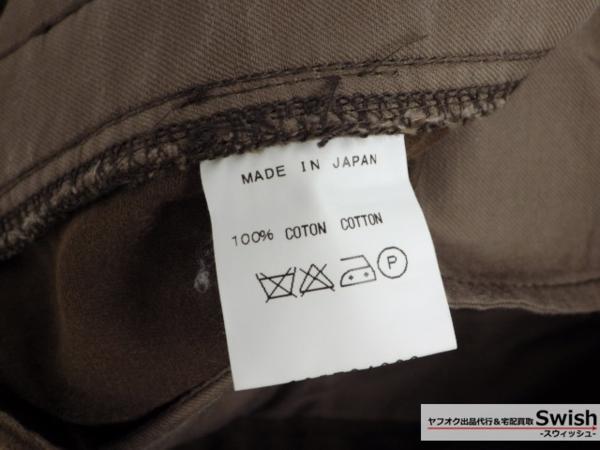 MADE IN JAPAN
100% COTON COTTON
P
ヤフオク出品代行&宅配買取 Swish
-スウィッシュ-